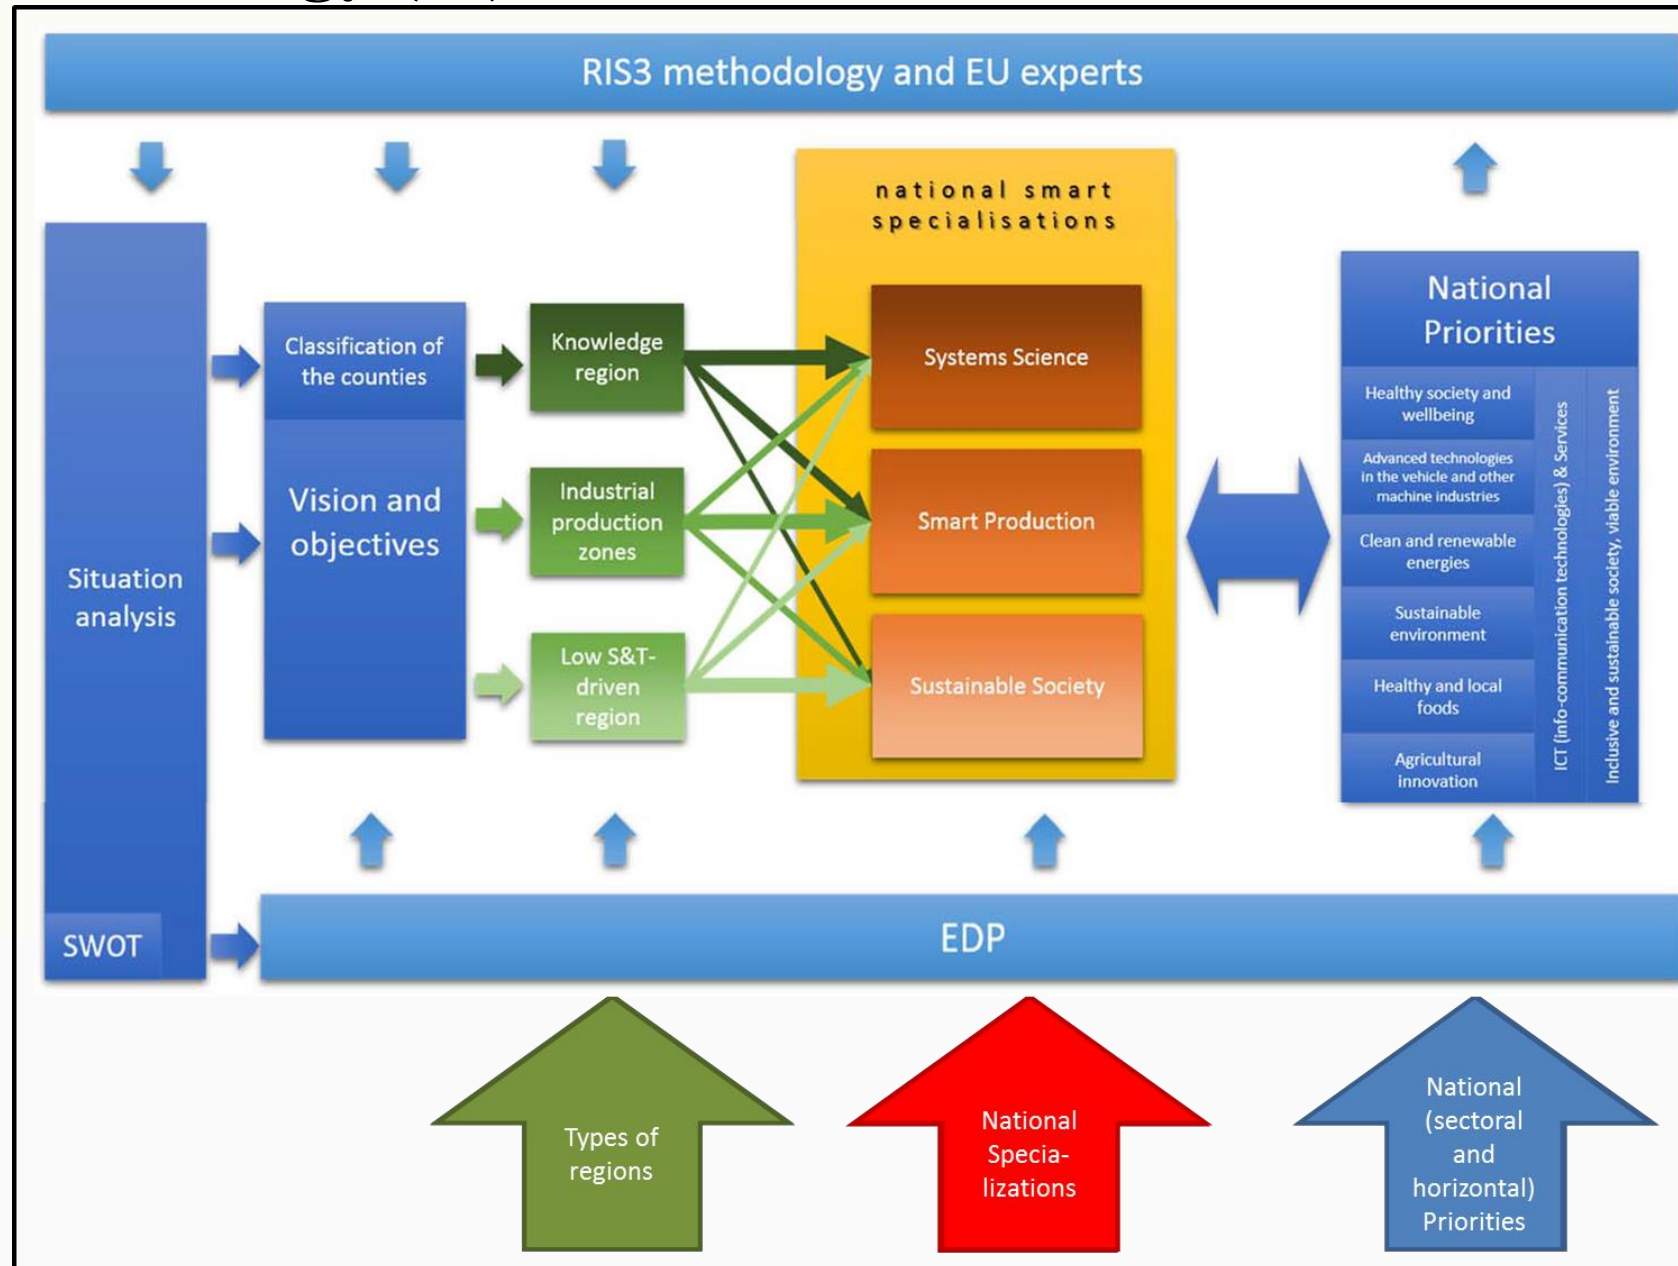 RIS3 methodology and EU experts
national smart
specialisations
Situation
analysis
SWOT
Classification of
the counties
Vision and
objectives
Knowledge
region
Industrial
production
zones
Low S&T-
driven
region
Systems Science
Smart Production
Sustainable Society
National
Priorities
Healthy society and
wellbeing
Advanced technologies
in the vehicle and other
machine industries
Clean and renewable
energies
Sustainable
environment
Healthy and local
foods
Agricultural
innovation
ICT (info-communication technologies) & Services
Inclusive and sustainable society, viable environment
EDP
Types of
regions
National
Specia-
lizations
National
(sectoral
and
horizontal)
Priorities